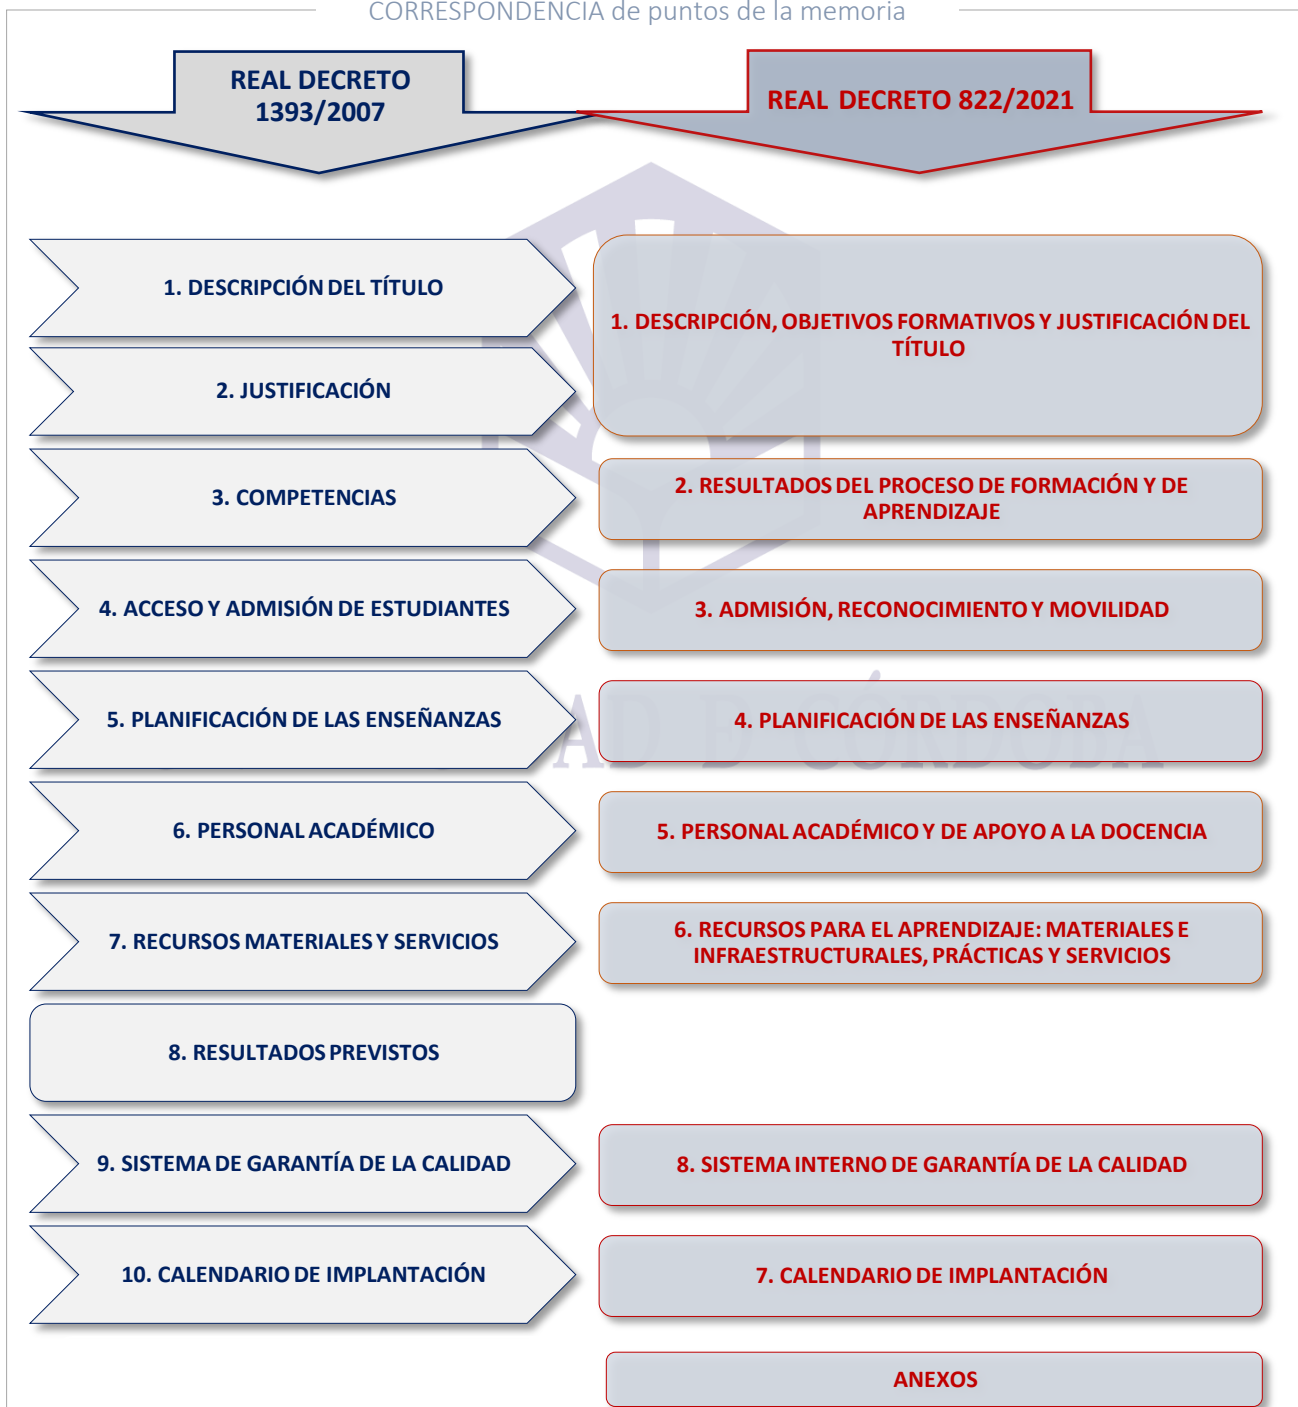 CORRESPONDENCIA de puntos de la memoria
REAL DECRETO
1393/2007
REAL DECRETO 822/2021
1. DESCRIPCIÓN DEL TÍTULO
1. DESCRIPCIÓN, OBJETIVOS FORMATIVOS Y JUSTIFICACIÓN DEL
TÍTULO
2. JUSTIFICACIÓN
3. COMPETENCIAS
2. RESULTADOS DEL PROCESO DE FORMACIÓN Y DE
APRENDIZAJE
4. ACCESO Y ADMISIÓN DE ESTUDIANTES
3. ADMISIÓN, RECONOCIMIENTO Y MOVILIDAD
5. PLANIFICACIÓN DE LAS ENSEÑANZAS
4. PLANIFICACIÓN DE LAS ENSEÑANZAS
6. PERSONAL ACADÉMICO
5. PERSONAL ACADÉMICO Y DE APOYO A LA DOCENCIA
7. RECURSOS MATERIALES Y SERVICIOS
6. RECURSOS PARA EL APRENDIZAJE: MATERIALES E
INFRAESTRUCTURALES, PRÁCTICAS Y SERVICIOS
8. RESULTADOS PREVISTOS
9. SISTEMA DE GARANTÍA DE LA CALIDAD
8. SISTEMA INTERNO DE GARANTÍA DE LA CALIDAD
10. CALENDARIO DE IMPLANTACIÓN
7. CALENDARIO DE IMPLANTACIÓN
ANEXOS